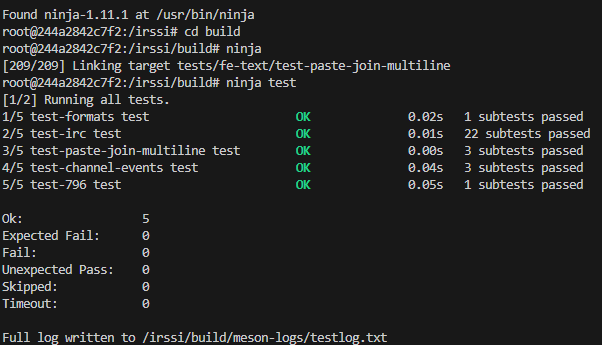 Found ninja-1.11.1 at /usr/bin/ninja
root@244a2842c7f2:/irssi# cd build
root@244a2842c7f2:/irssi/build# ninja
[209/209] Linking target tests/fe-text/test-paste-join-multiline
root@244a2842c7f2:/irssi/build# ninja test
[1/2] Running all tests.
1/5 test-formats test OK 0.02s 1 subtests passed
2/5 test-irc test OK 0.01s 22 subtests passed
3/5 test-paste-join-multiline test OK 0.00s 3 subtests passed
4/5 test-channel-events test OK 0.04s 3 subtests passed
5/5 test-796 test OK 0.05s 1 subtests passed
Ok: 5
Expected Fail: 0
Fail: 0
Unexpected Pass: 0
Skipped: 0
Timeout: 0
Full log written to /irssi/build/meson-logs/testlog.txt